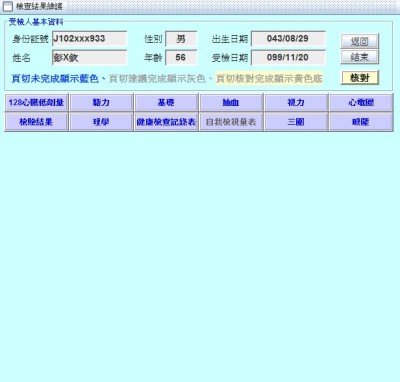 檢查結果維護
受檢人基本資料
身份証號 J102xxx933 性別 男 出生日期 043/08/29 返回
姓名 彭X欽 年齡 56 受檢日期 099/11/20 結束
頁切未完成顯示藍色、頁切建議完成顯示灰色、頁切核對完成顯示黃色底 核對
128心臟低劑量 聽力 基礎 抽血 視力 心電圖
檢驗結果 理學 健康檢查記錄表 自我檢視量表 三圍 眼壓